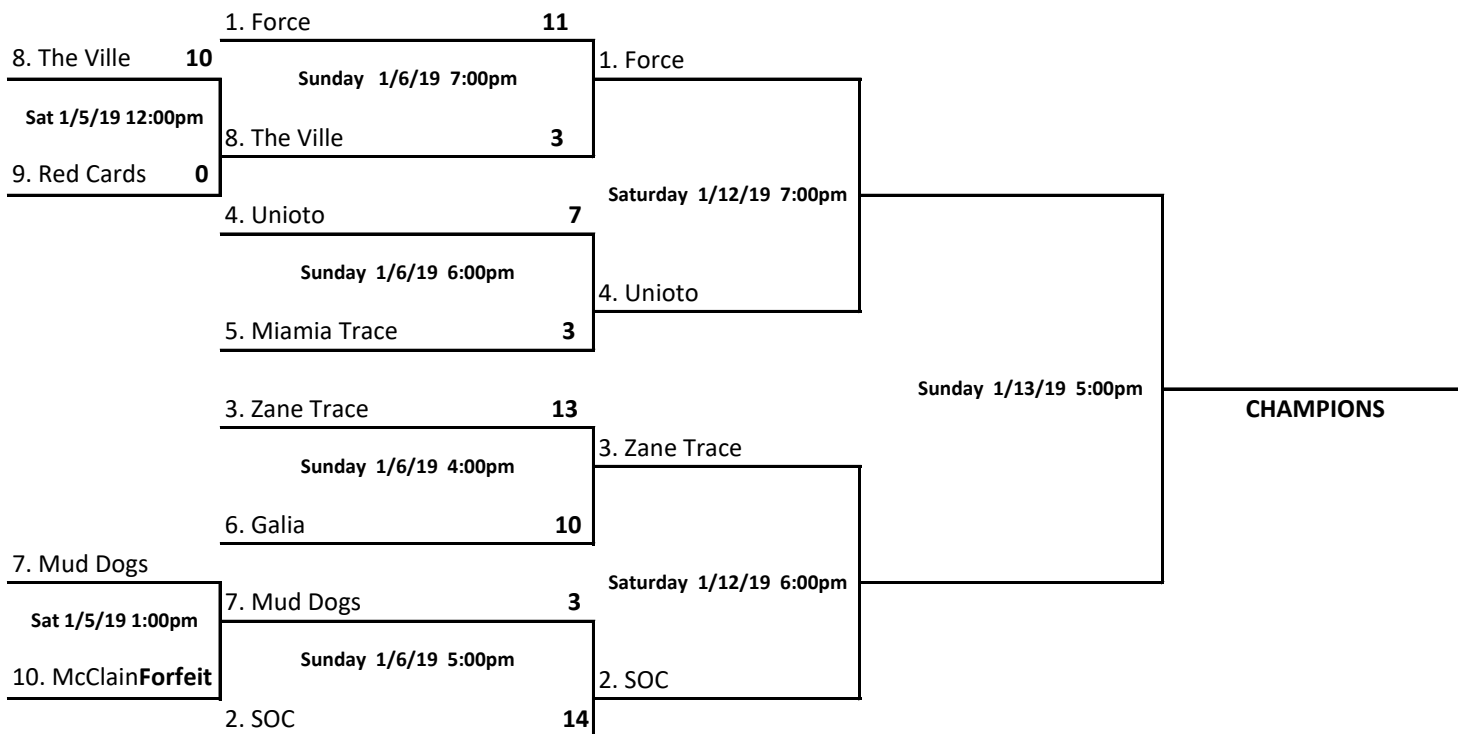 1. Force 11
8. The Ville 10
Sunday 1/6/19 7:00pm
1. Force
Sat 1/5/19 12:00pm
8. The Ville 3
9. Red Cards 0
Saturday 1/12/19 7:00pm
4. Unioto 7
Sunday 1/6/19 6:00pm
4. Unioto
5. Miamia Trace 3
Sunday 1/13/19 5:00pm
CHAMPIONS
3. Zane Trace 13
3. Zane Trace
Sunday 1/6/19 4:00pm
6. Galia 10
7. Mud Dogs
Saturday 1/12/19 6:00pm
7. Mud Dogs 3
Sat 1/5/19 1:00pm
Sunday 1/6/19 5:00pm
10. McClainForfeit
2. SOC
2. SOC 14